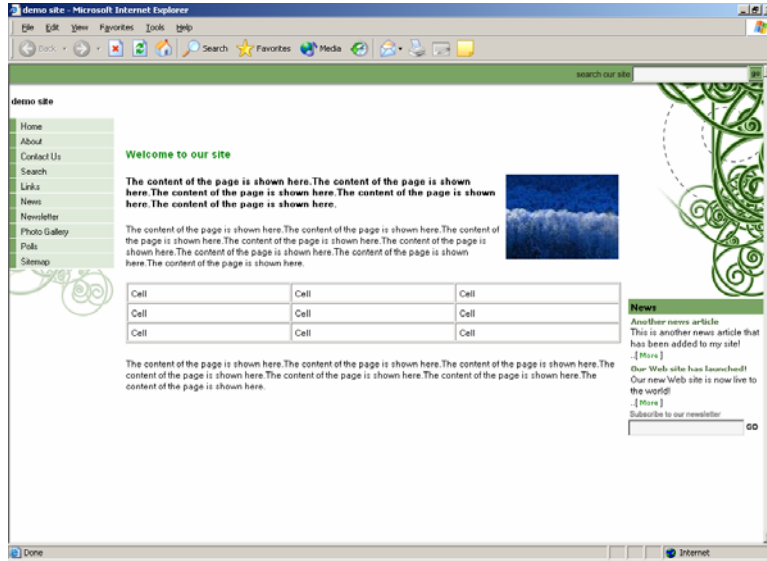 demo site - Microsoft Internet Explorer
File Edit View Favorites Tools Help
Back Search Favorites Media
search our site go
demo site
Home
About
Contact Us
Search
Links
News
Newsletter
Photo Gallery
Polls
Sitemap
Welcome to our site
The content of the page is shown here.The content of the page is shown
here.The content of the page is shown here.The content of the page is shown
here.The content of the page is shown here.
The content of the page is shown here.The content of the page is shown here.The content of
the page is shown here.The content of the page is shown here.The content of the page is
shown here.The content of the page is shown here.The content of the page is shown
here.The content of the page is shown here.
Cell Cell Cell
Cell Cell Cell
Cell Cell Cell
The content of the page is shown here.The content of the page is shown here.The content of the page is shown here.The
content of the page is shown here.The content of the page is shown here.The content of the page is shown here.The
content of the page is shown here.
News
Another news article
This is another news article that
has been added to my site!
..[ More ]
Our Web site has launched!
Our new Web site is now live to
the world!
..[ More ]
Subscribe to our newsletter
GO
Done Internet